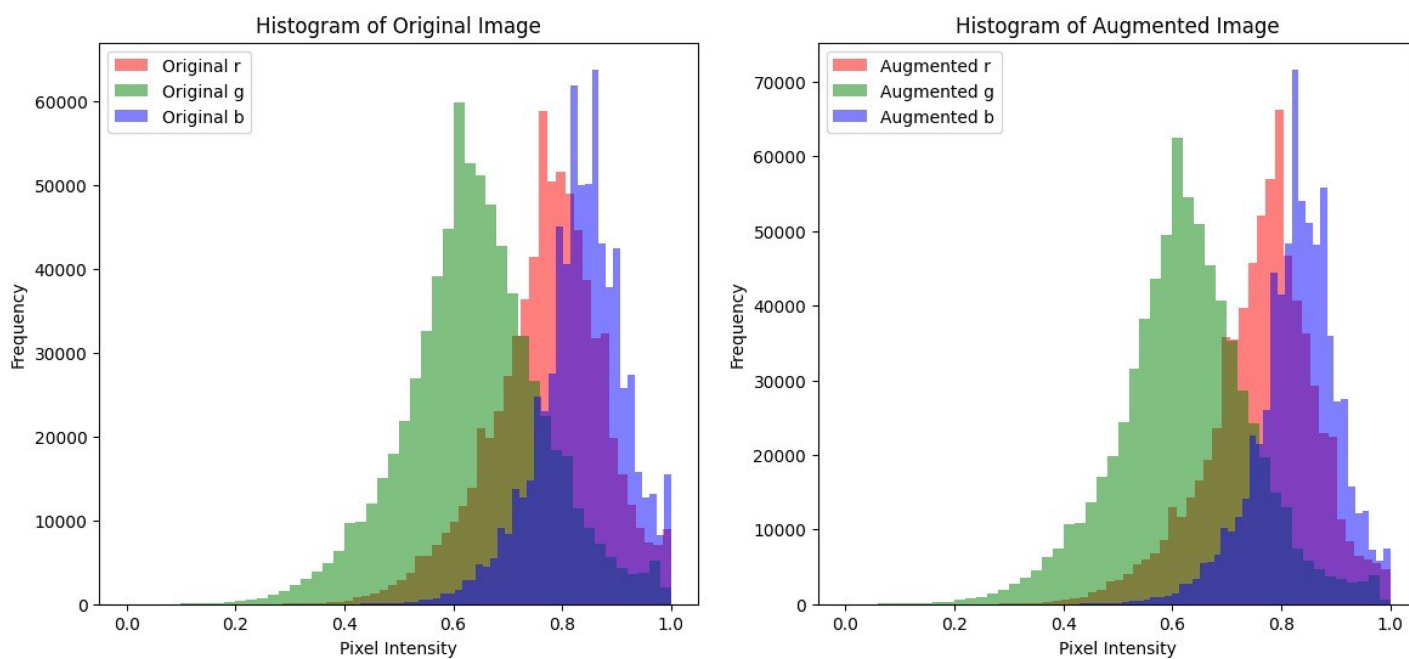 Histogram of Original Image
Original r
Original g
Original b
Frequency
60000
50000
40000
30000
20000
10000
0
0.0 0.2 0.4 0.6 0.8 1.0
Pixel Intensity
Histogram of Augmented Image
Augmented r
Augmented g
Augmented b
Frequency
70000
60000
50000
40000
30000
20000
10000
0
0.0 0.2 0.4 0.6 0.8 1.0
Pixel Intensity